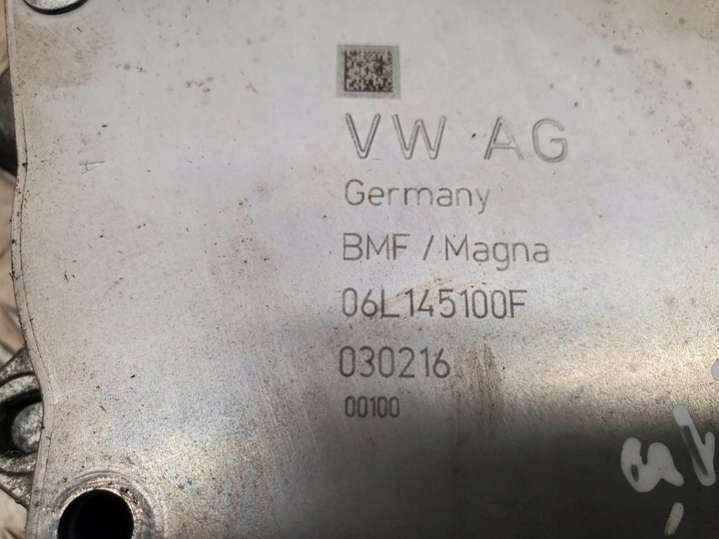 VW AG
Germany
BMF / Magna
06L145100F
030216
00100